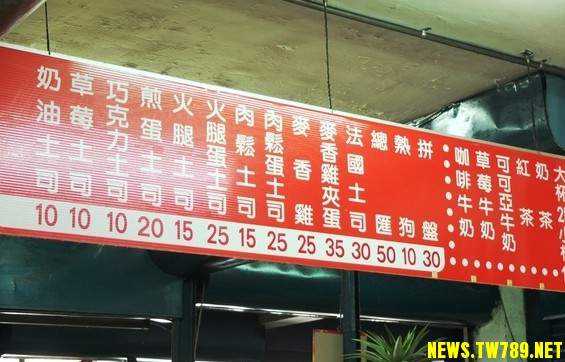 奶油土司 10
草莓土司 10
巧克力土司 10
煎蛋土司 20
火腿土司 15
火腿蛋土司 25
肉鬆土司 15
肉鬆蛋土司 25
麥香雞 25
麥香雞夾蛋 35
法國土司 30
總匯 50
熱狗 10
拼盤 30
咖啡牛奶
草莓牛奶
可可亞牛奶
紅茶
奶茶
大杯2
小
NEWS.TW789.NET